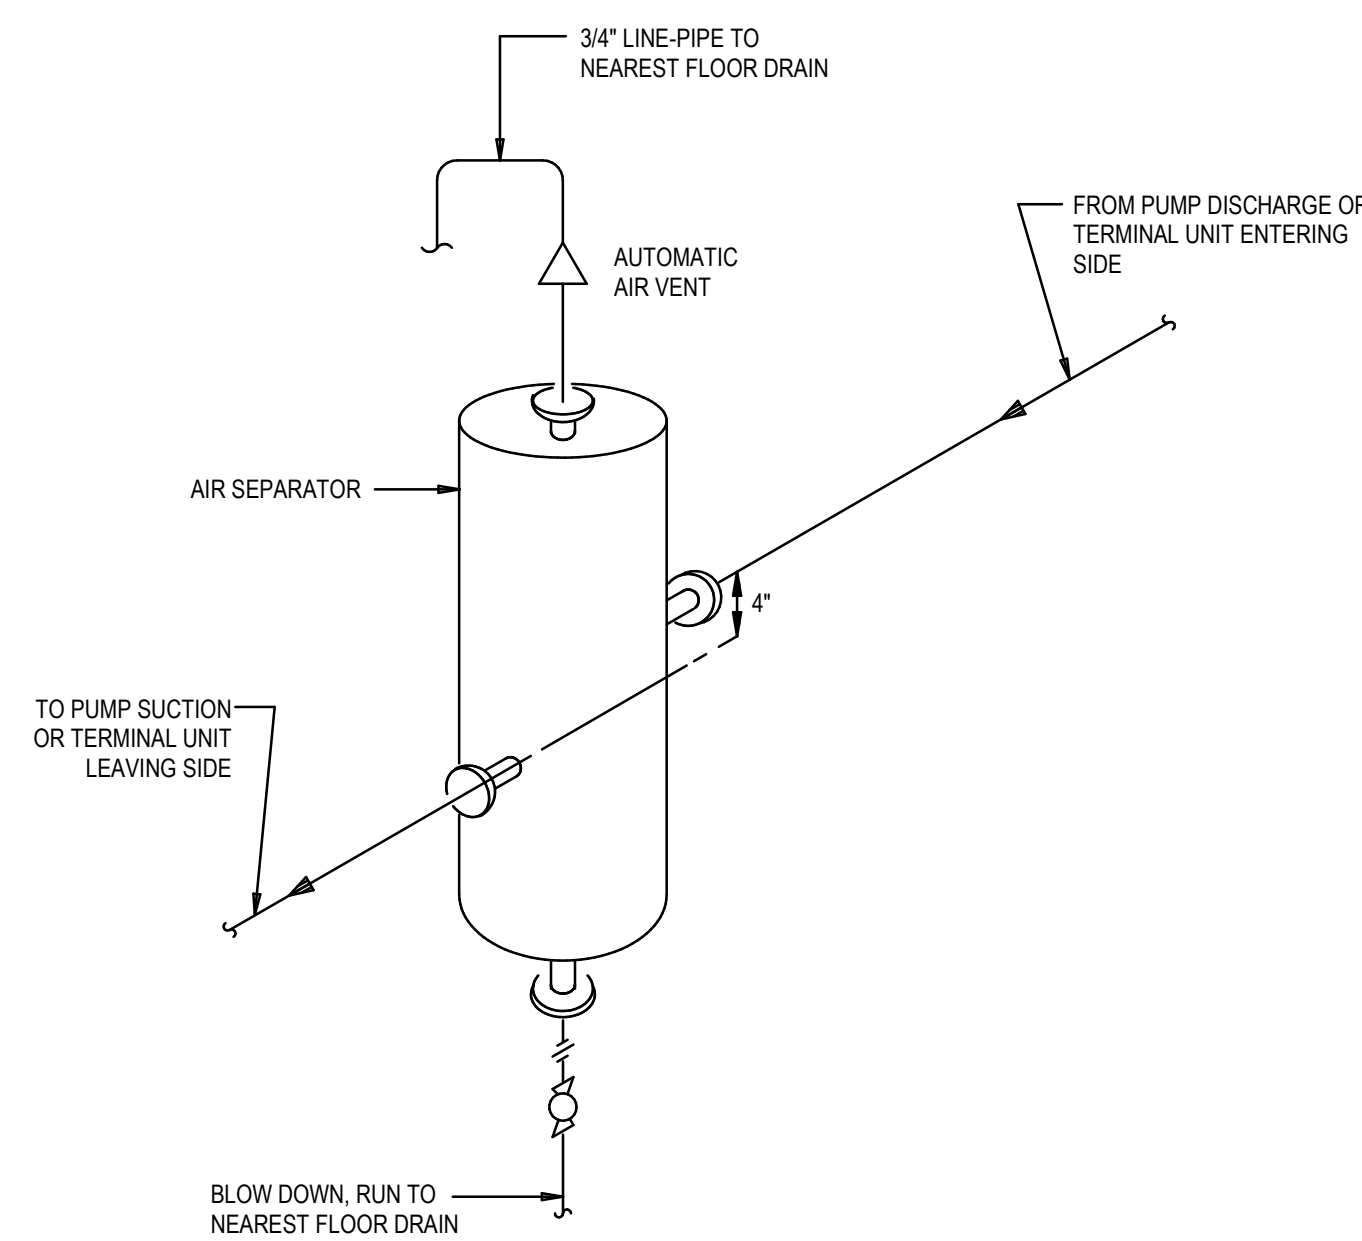 3/4" LINE-PIPE TO
NEAREST FLOOR DRAIN
FROM PUMP DISCHARGE OR
TERMINAL UNIT ENTERING
SIDE
AUTOMATIC
AIR VENT
AIR SEPARATOR
4"
TO PUMP SUCTION
OR TERMINAL UNIT
LEAVING SIDE
BLOW DOWN, RUN TO
NEAREST FLOOR DRAIN